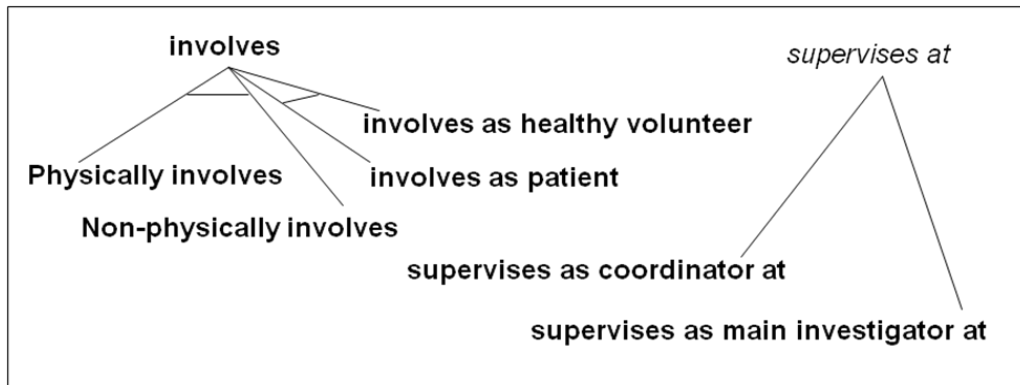 involves
supervises at
involves as healthy volunteer
Physically involves
involves as patient
Non-physically involves
supervises as coordinator at
supervises as main investigator at